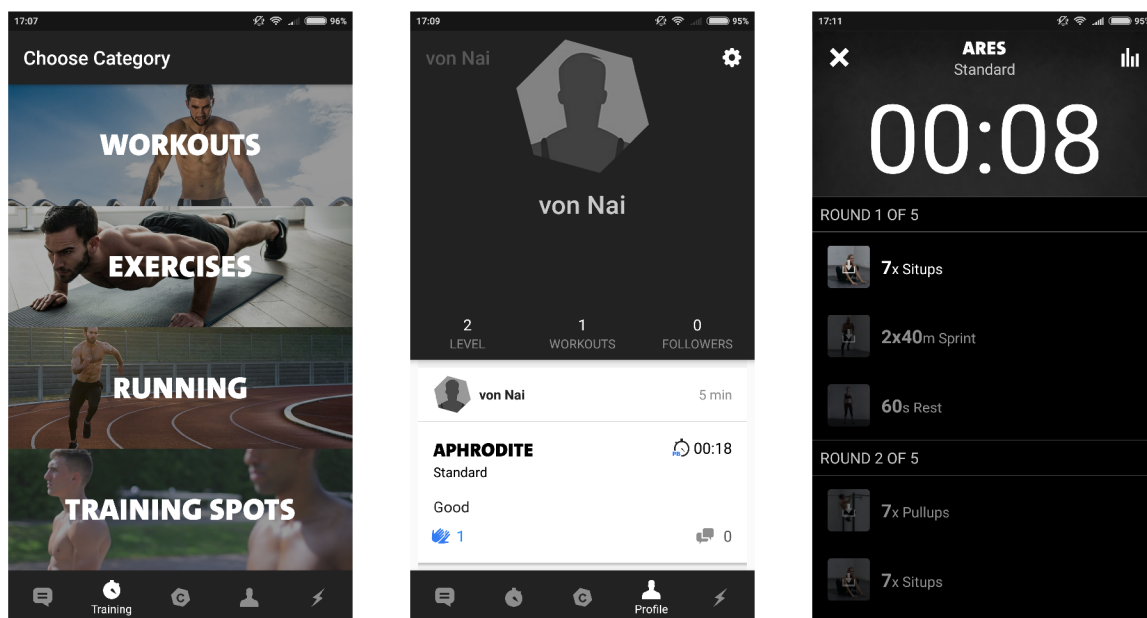 17:07
96%
Choose Category
WORKOUTS
EXERCISES
RUNNING
TRAINING SPOTS
C
Training
17:09
95%
von Nai
von Nai
2
LEVEL
1
WORKOUTS
0
FOLLOWERS
von Nai
5 min
APHRODITE
PB 00:18
Standard
Good
1
0
C
Profile
17:11
95%
ARES
Standard
00:08
ROUND 1 OF 5
7x Situps
2x40m Sprint
60s Rest
ROUND 2 OF 5
7x Pullups
7x Situps